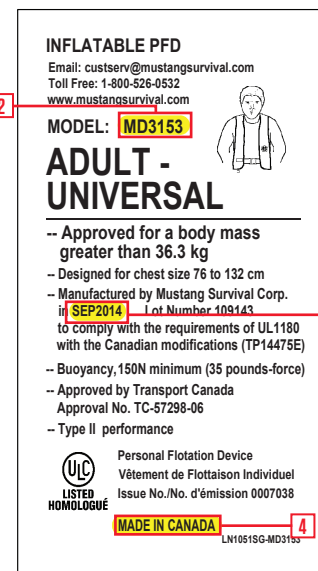 INFLATABLE PFD
Email: custserv@mustangsurvival.com
Toll Free: 1-800-526-0532
www.mustangsurvival.com
2
MODEL: MD3153
ADULT -
UNIVERSAL
-- Approved for a body mass
greater than 36.3 kg
-- Designed for chest size 76 to 132 cm
-- Manufactured by Mustang Survival Corp.
in SEP2014 Lot Number 109143
to comply with the requirements of UL1180
with the Canadian modifications (TP14475E)
-- Buoyancy,150N minimum (35 pounds-force)
-- Approved by Transport Canada
Approval No. TC-57298-06
-- Type II performance
Personal Flotation Device
Vêtement de Flottaison Individuel
Issue No./No. d'émission 0007038
ULC
LISTED
HOMOLOGUÉ
MADE IN CANADA
4
LN1051SG-MD3153